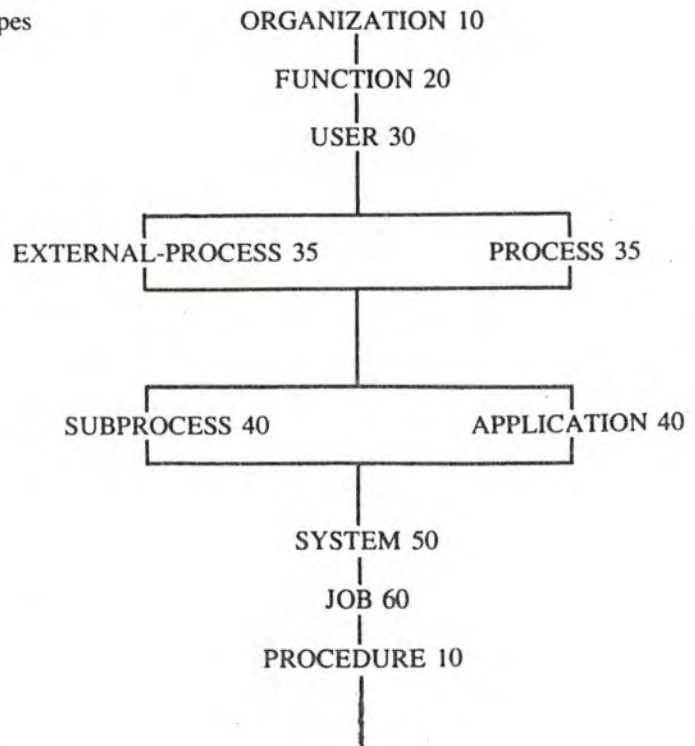 pes
ORGANIZATION 10
FUNCTION 20
USER 30
EXTERNAL-PROCESS 35 PROCESS 35
SUBPROCESS 40 APPLICATION 40
SYSTEM 50
JOB 60
PROCEDURE 10